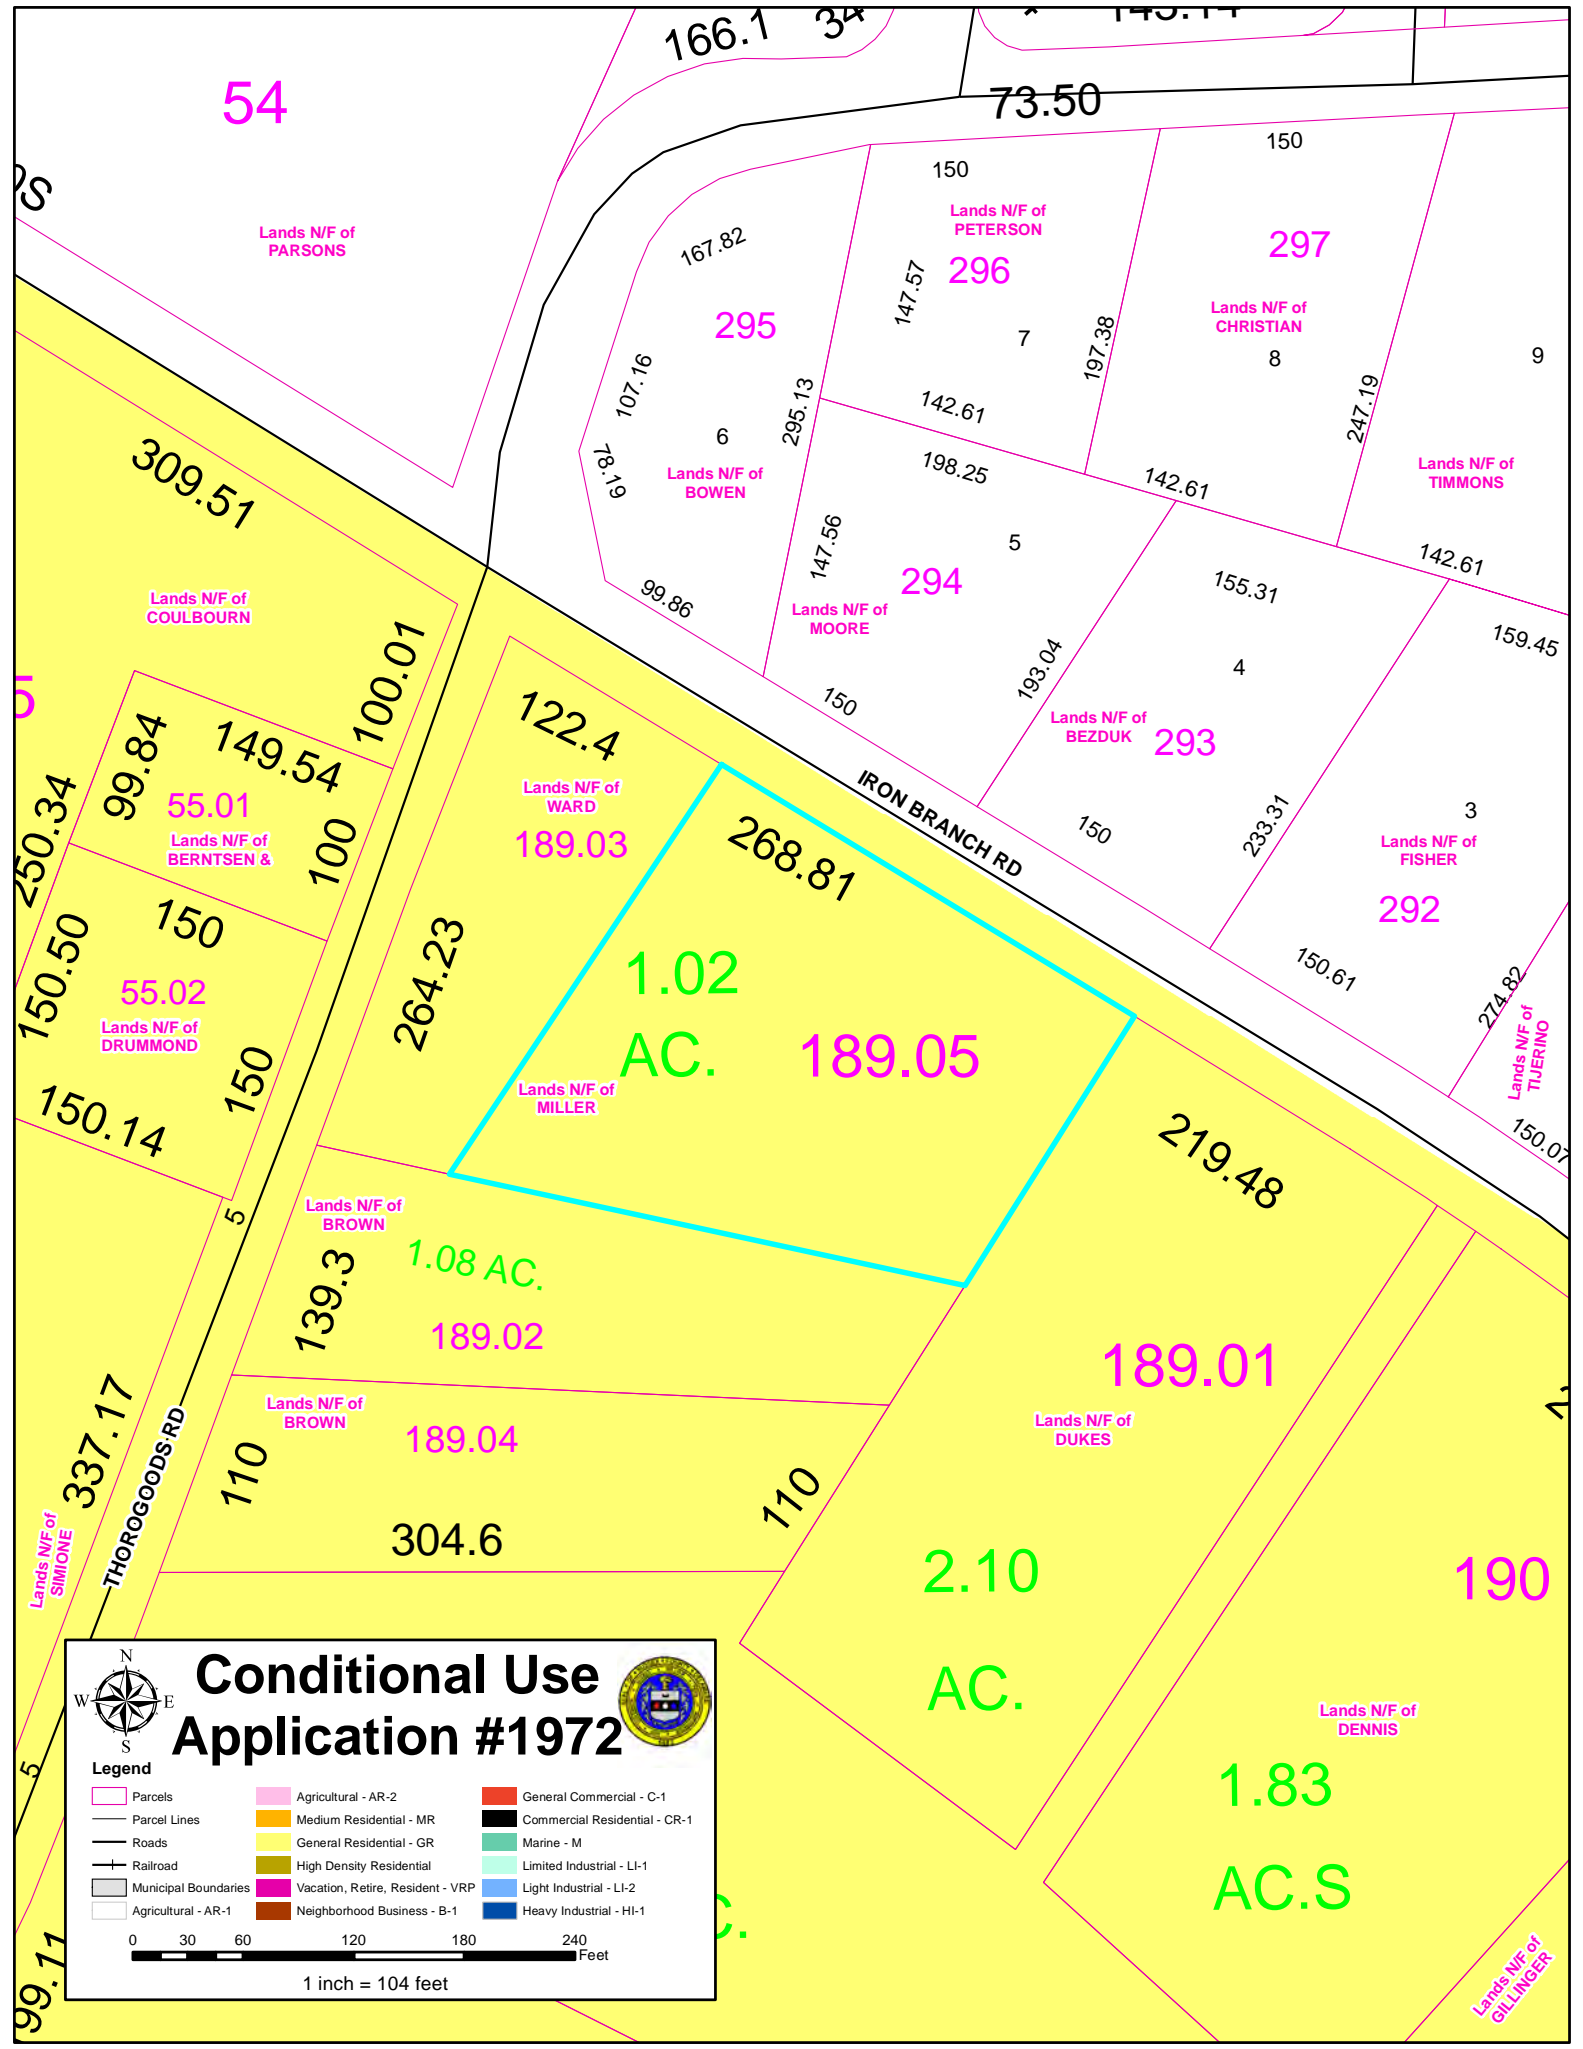 166.1
34
73.50
54
Lands N/F of
PARSONS
150
Lands N/F of
PETERSON
296
147.57
7
197.38
142.61
150
297
Lands N/F of
CHRISTIAN
8
247.19
142.61
9
Lands N/F of
TIMMONS
142.61
167.82
295
107.16
295.13
6
78.19
Lands N/F of
BOWEN
99.86
198.25
5
147.56
294
Lands N/F of
MOORE
193.04
150
155.31
4
Lands N/F of
BEZDUK
293
233.31
150
159.45
3
Lands N/F of
FISHER
292
150.61
274.82
Lands N/F of
TIJERINO
150.07
IRON BRANCH RD
309.51
Lands N/F of
COULBOURN
100.01
5
99.84
149.54
55.01
Lands N/F of
BERNTSEN &
100
250.34
150
150.50
55.02
Lands N/F of
DRUMMOND
150
150.14
122.4
Lands N/F of
WARD
189.03
264.23
268.81
1.02
AC.
189.05
Lands N/F of
MILLER
219.48
5
Lands N/F of
BROWN
1.08 AC.
139.3
189.02
189.01
Lands N/F of
DUKES
Lands N/F of
BROWN
189.04
110
110
304.6
337.17
THOROGOODS RD
Lands N/F of
SIMIONE
2.10
AC.
190
Lands N/F of
DENNIS
1.83
AC.S
Lands N/F of
GILLINGER
5
99.11
C.
N
W
E
S
Conditional Use
Application #1972
Legend
Parcels
Parcel Lines
Roads
Railroad
Municipal Boundaries
Agricultural - AR-1
Agricultural - AR-2
Medium Residential - MR
General Residential - GR
High Density Residential
Vacation, Retire, Resident - VRP
Neighborhood Business - B-1
General Commercial - C-1
Commercial Residential - CR-1
Marine - M
Limited Industrial - LI-1
Light Industrial - LI-2
Heavy Industrial - HI-1
0 30 60 120 180 240
Feet
1 inch = 104 feet